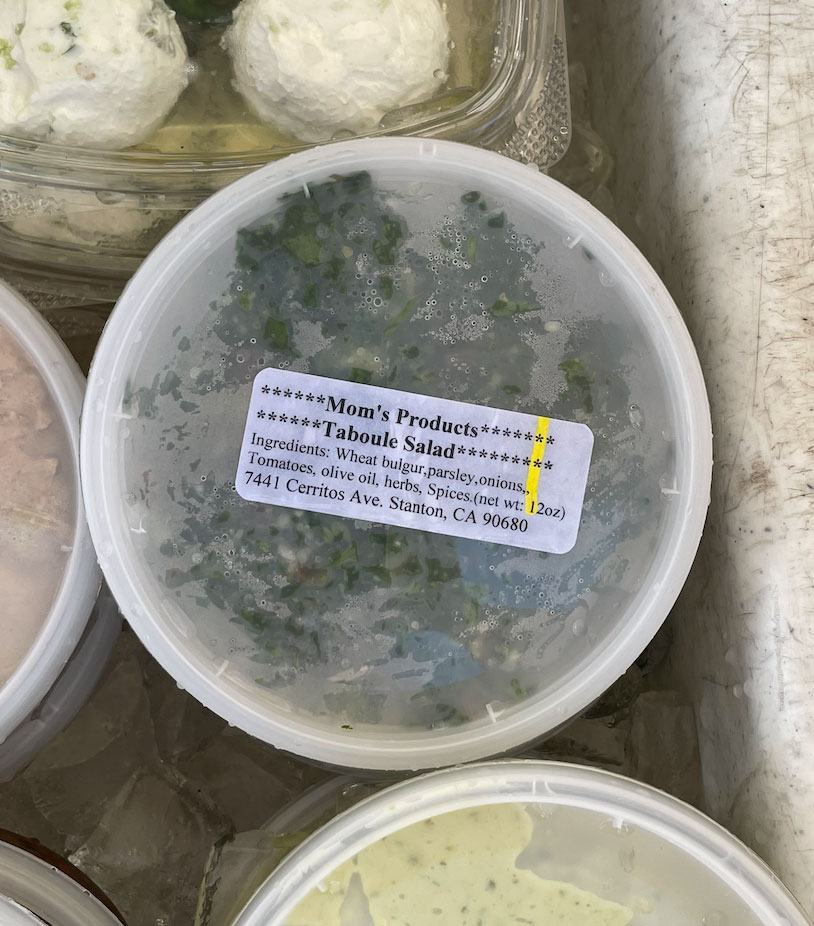 ******Mom's Products*******
******Taboule Salad*********
Ingredients: Wheat bulgur,parsley,onions,,
Tomatoes, olive oil, herbs, Spices.(net wt: 12oz)
7441 Cerritos Ave. Stanton, CA 90680